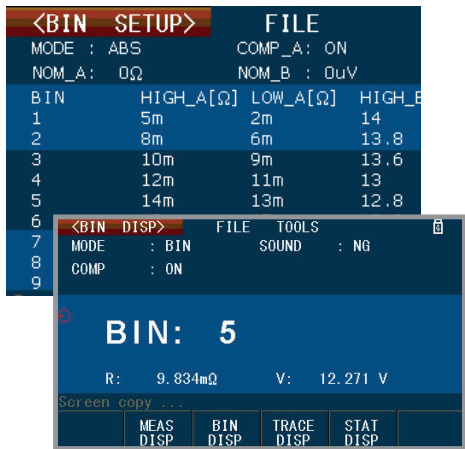 <BIN SETUP> FILE
MODE : ABS COMP_A: ON
NOM_A: 0Ω NOM_B : 0uV
BIN HIGH_A[Ω] LOW_A[Ω] HIGH_B
1 5m 2m 14
2 8m 6m 13.8
3 10m 9m 13.6
4 12m 11m 13
5 14m 13m 12.8
6
7
8
9
<BIN DISP> FILE TOOLS
MODE : BIN SOUND : NG
COMP : ON
BIN: 5
R: 9.834mΩ V: 12.271 V
Screen copy ...
MEAS DISP BIN DISP TRACE DISP STAT DISP